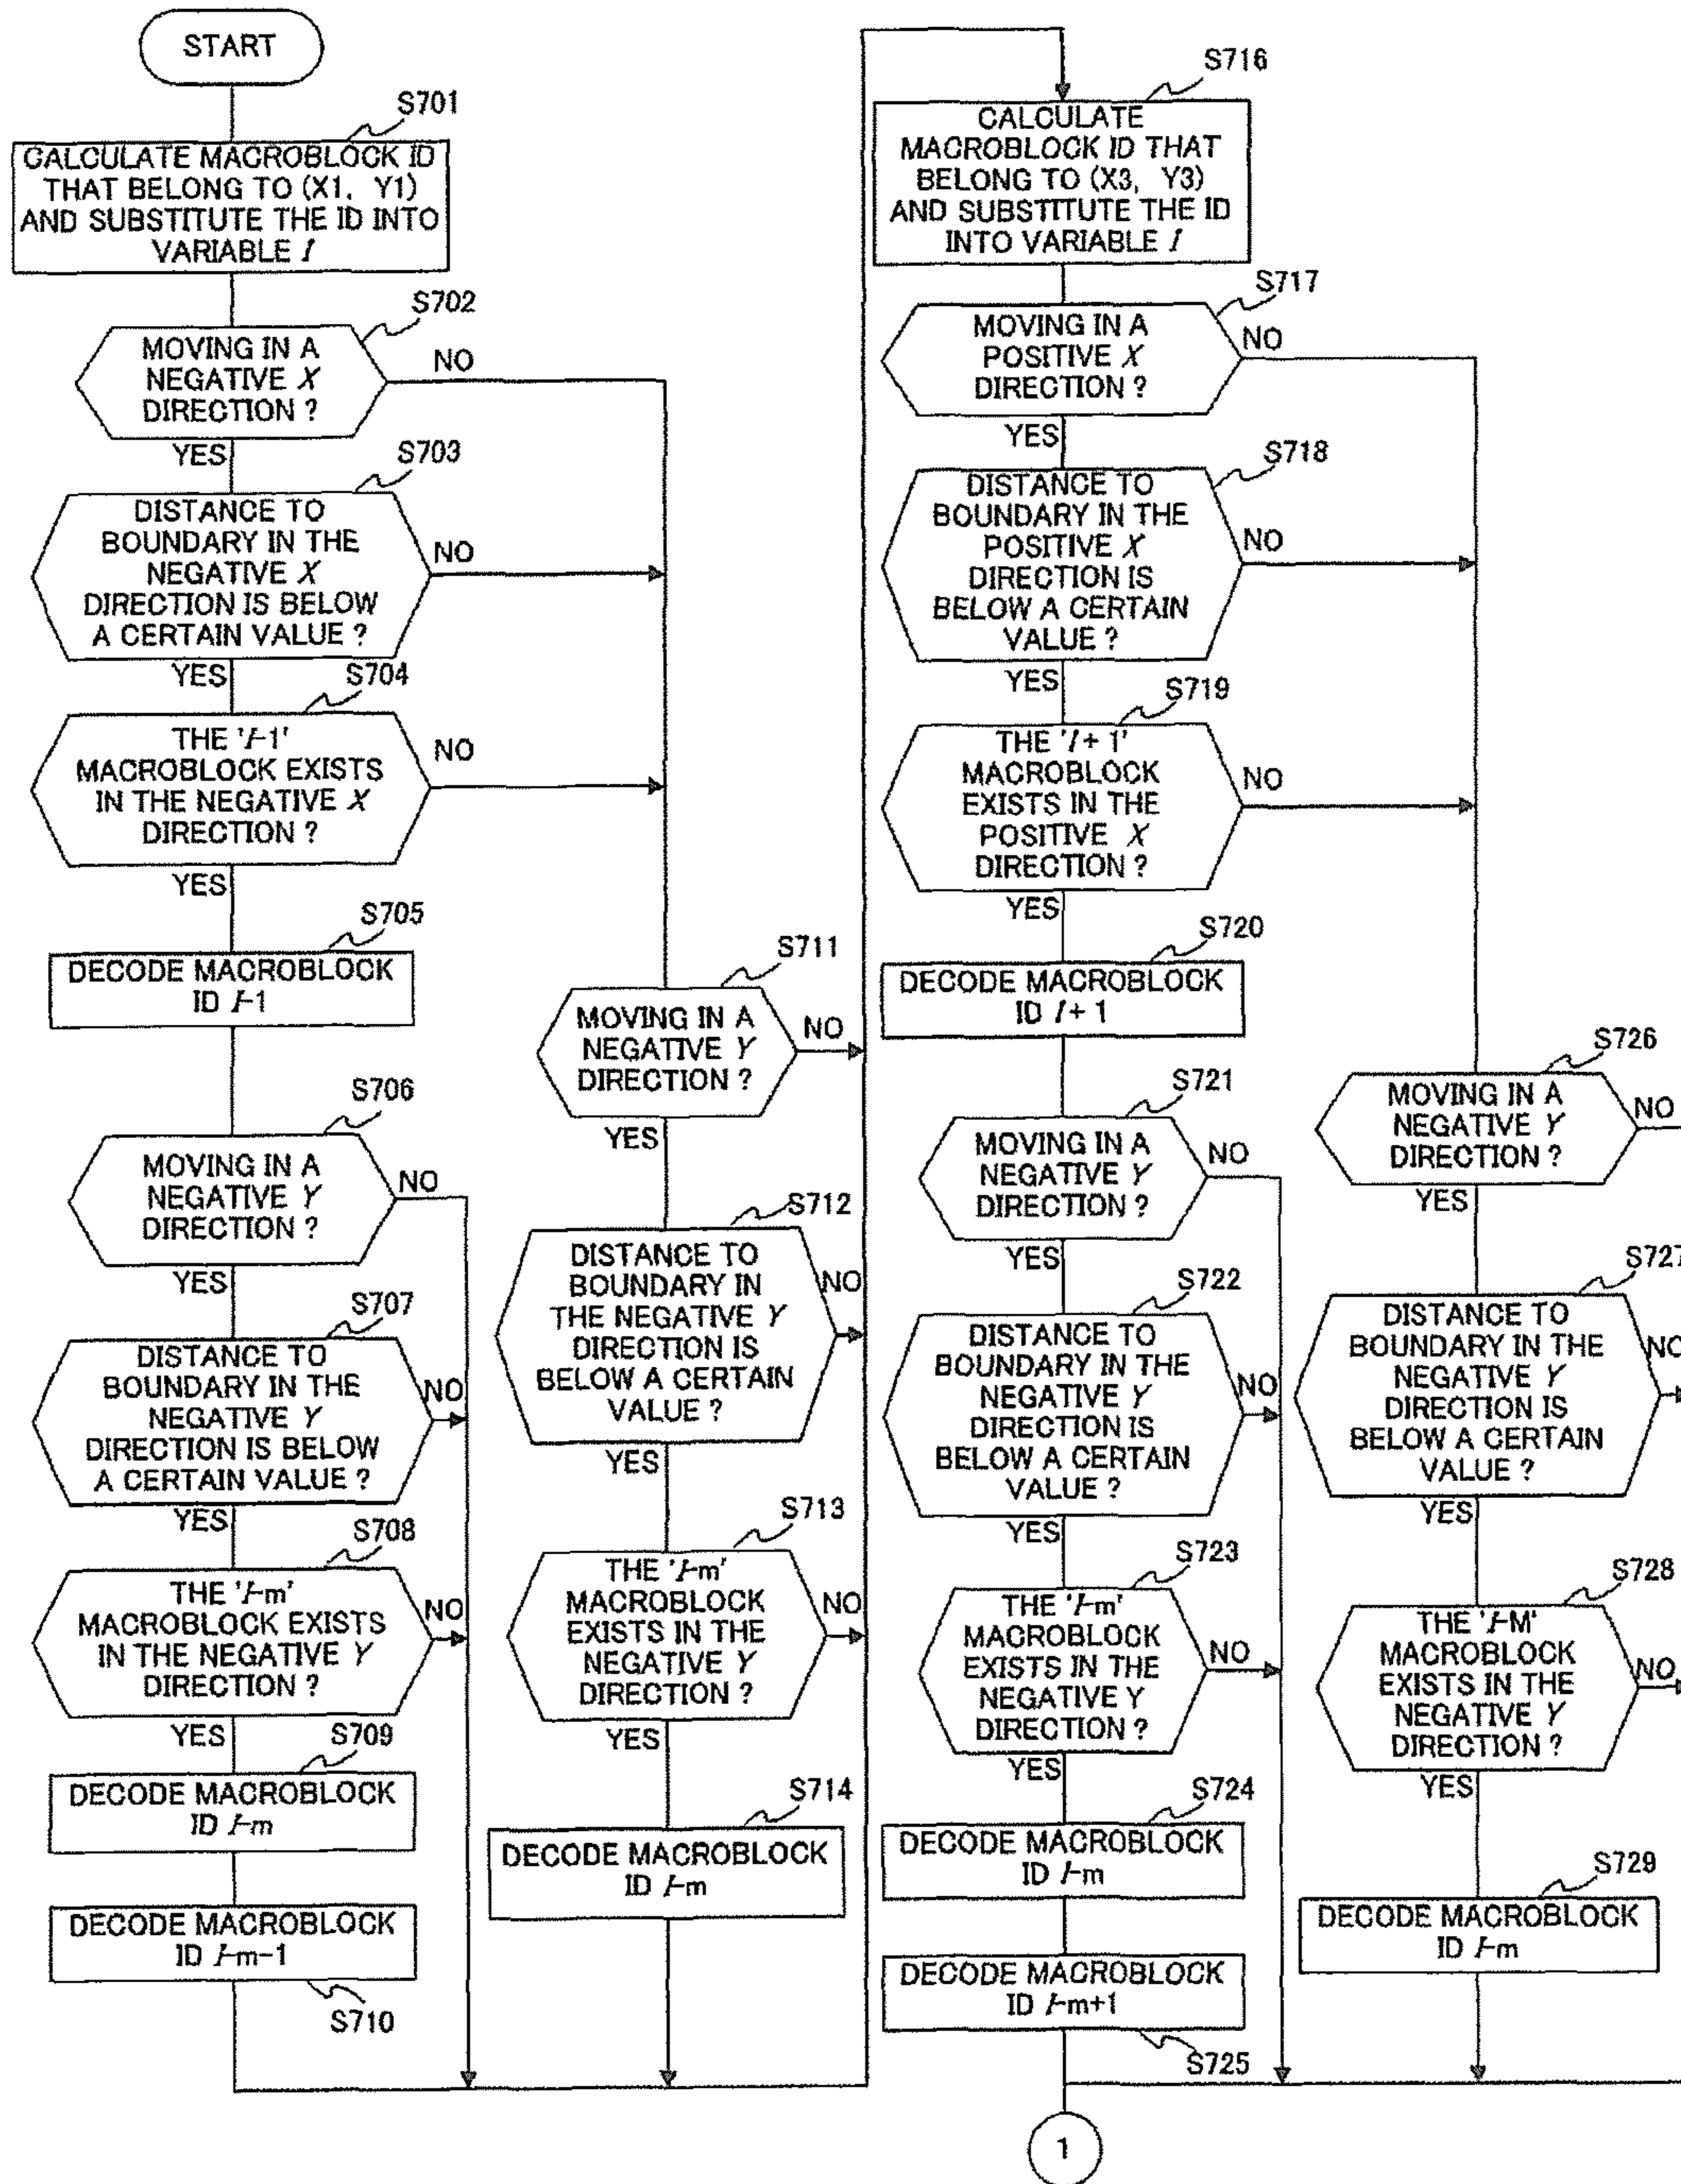 START
S701
CALCULATE MACROBLOCK ID
THAT BELONG TO (X1, Y1)
AND SUBSTITUTE THE ID INTO
VARIABLE I
S702
MOVING IN A
NEGATIVE X
DIRECTION ?
NO
YES
S703
DISTANCE TO
BOUNDARY IN THE
NEGATIVE X
DIRECTION IS BELOW
A CERTAIN VALUE ?
NO
YES
S704
THE 'I-1'
MACROBLOCK EXISTS
IN THE NEGATIVE X
DIRECTION ?
NO
YES
S705
DECODE MACROBLOCK
ID I-1
S706
MOVING IN A
NEGATIVE Y
DIRECTION ?
NO
YES
S707
DISTANCE TO
BOUNDARY IN THE
NEGATIVE Y
DIRECTION IS BELOW
A CERTAIN VALUE ?
NO
YES
S708
THE 'I-m'
MACROBLOCK EXISTS
IN THE NEGATIVE Y
DIRECTION ?
NO
YES
S709
DECODE MACROBLOCK
ID I-m
DECODE MACROBLOCK
ID I-m-1
S710
S711
MOVING IN A
NEGATIVE Y
DIRECTION ?
NO
YES
S712
DISTANCE TO
BOUNDARY IN
THE NEGATIVE Y
DIRECTION IS
BELOW A CERTAIN
VALUE ?
NO
YES
S713
THE 'I-m'
MACROBLOCK
EXISTS IN THE
NEGATIVE Y
DIRECTION ?
NO
YES
S714
DECODE MACROBLOCK
ID I-m
S716
CALCULATE
MACROBLOCK ID THAT
BELONG TO (X3, Y3)
AND SUBSTITUTE THE ID
INTO VARIABLE I
S717
MOVING IN A
POSITIVE X
DIRECTION ?
NO
YES
S718
DISTANCE TO
BOUNDARY IN THE
POSITIVE X
DIRECTION IS
BELOW A CERTAIN
VALUE ?
NO
YES
S719
THE 'I + 1'
MACROBLOCK
EXISTS IN THE
POSITIVE X
DIRECTION ?
NO
YES
S720
DECODE MACROBLOCK
ID I + 1
S721
MOVING IN A
NEGATIVE Y
DIRECTION ?
NO
YES
S722
DISTANCE TO
BOUNDARY IN THE
NEGATIVE Y
DIRECTION IS
BELOW A CERTAIN
VALUE ?
NO
YES
S723
THE 'I-m'
MACROBLOCK
EXISTS IN THE
NEGATIVE Y
DIRECTION ?
NO
YES
S724
DECODE MACROBLOCK
ID I-m
DECODE MACROBLOCK
ID I-m+1
S725
S726
MOVING IN A
NEGATIVE Y
DIRECTION ?
NO
YES
S727
DISTANCE TO
BOUNDARY IN THE
NEGATIVE Y
DIRECTION IS
BELOW A CERTAIN
VALUE ?
NO
YES
S728
THE 'I-M'
MACROBLOCK
EXISTS IN THE
NEGATIVE Y
DIRECTION ?
NO
YES
S729
DECODE MACROBLOCK
ID I-m
1